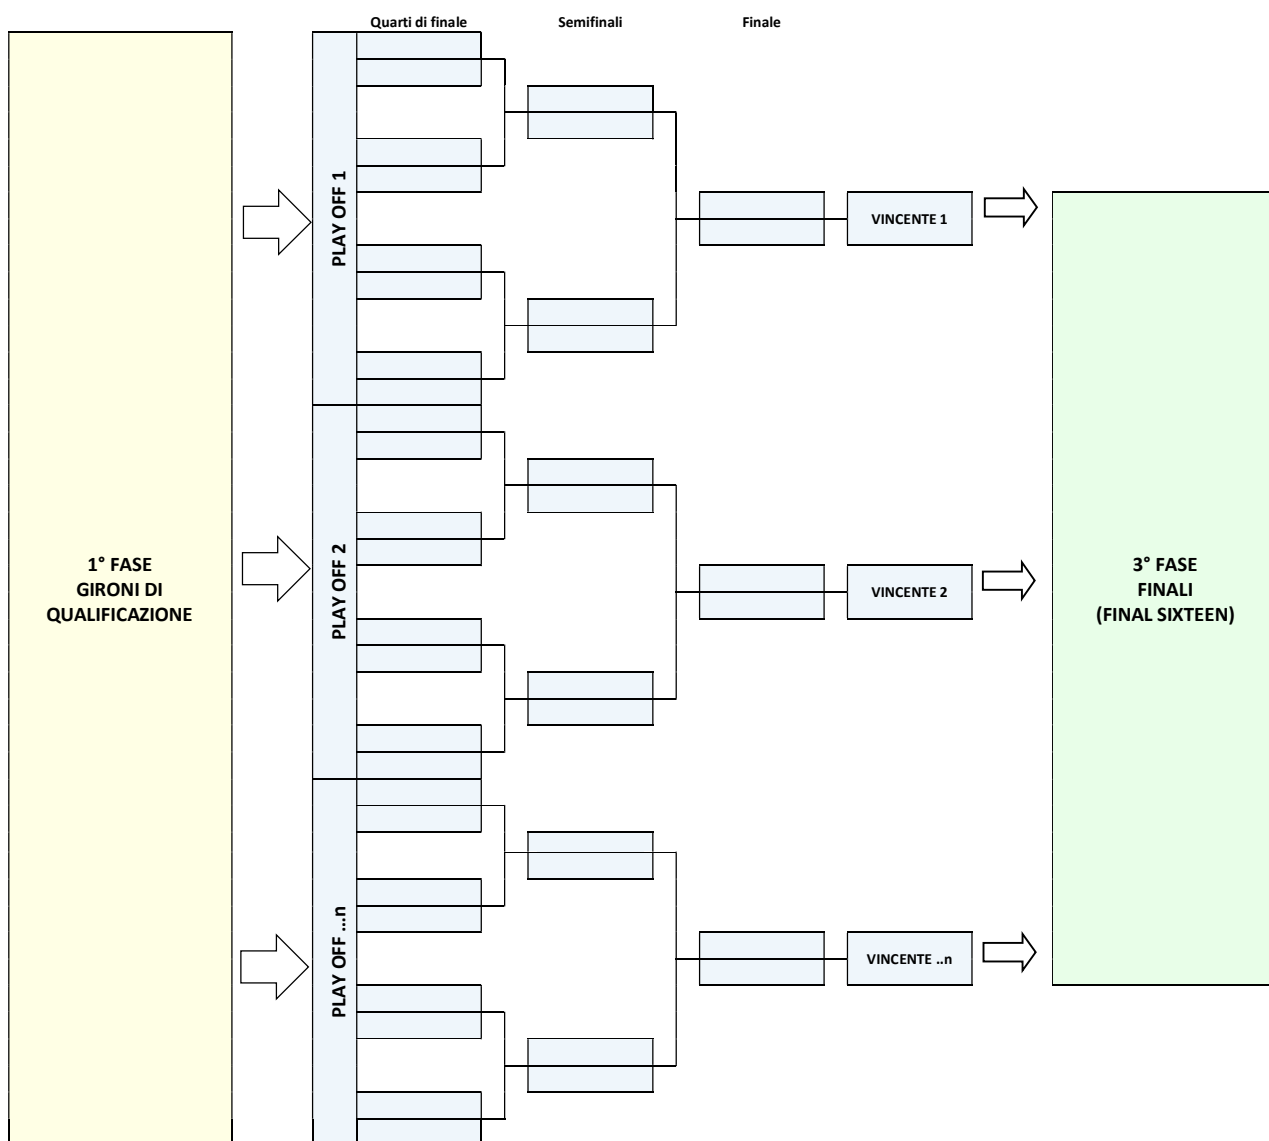 Quarti di finale
Semifinali
Finale
PLAY OFF 1
VINCENTE 1
1° FASE
GIRONI DI
QUALIFICAZIONE
PLAY OFF 2
VINCENTE 2
3° FASE
FINALI
(FINAL SIXTEEN)
PLAY OFF ...n
VINCENTE ..n